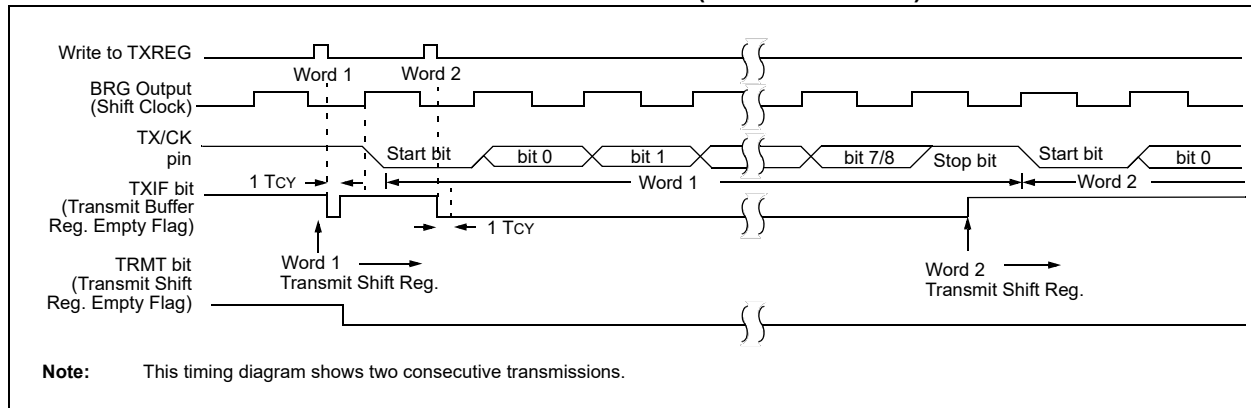 Write to TXREG
Word 1
Word 2
BRG Output
(Shift Clock)
TX/CK
pin
Start bit
bit 0
bit 1
bit 7/8
Stop bit
Start bit
bit 0
1 TCY
Word 1
Word 2
TXIF bit
(Transmit Buffer
Reg. Empty Flag)
1 TCY
Word 1
Transmit Shift Reg.
Word 2
Transmit Shift Reg.
TRMT bit
(Transmit Shift
Reg. Empty Flag)
Note: This timing diagram shows two consecutive transmissions.